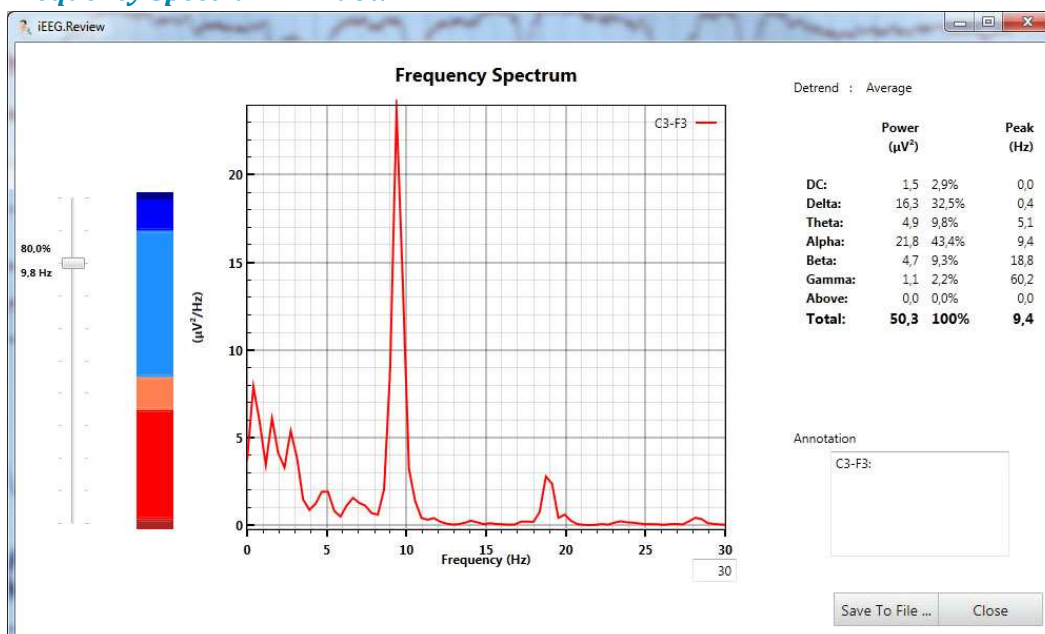 Frequency Spectrum Window
iEEG.Review
Frequency Spectrum
C3-F3
20
15
10
5
0
(µV²/Hz)
0 5 10 15 20 25 30
Frequency (Hz)
30
80,0%
9,8 Hz
Detrend : Average
Power Peak
(µV²) (Hz)
DC: 1,5 2,9% 0,0
Delta: 16,3 32,5% 0,4
Theta: 4,9 9,8% 5,1
Alpha: 21,8 43,4% 9,4
Beta: 4,7 9,3% 18,8
Gamma: 1,1 2,2% 60,2
Above: 0,0 0,0% 0,0
Total: 50,3 100% 9,4
Annotation
C3-F3:
Save To File ... Close